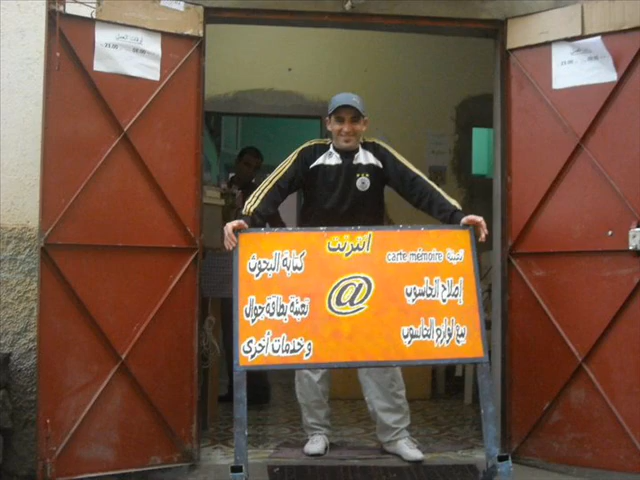 انترنت
تعبئة carte mémoire
إصلاح الحاسوب
بيع لوازم الحاسوب
@
كتابة البحوث
تعبئة بطاقة جوال
وخدمات أخرى